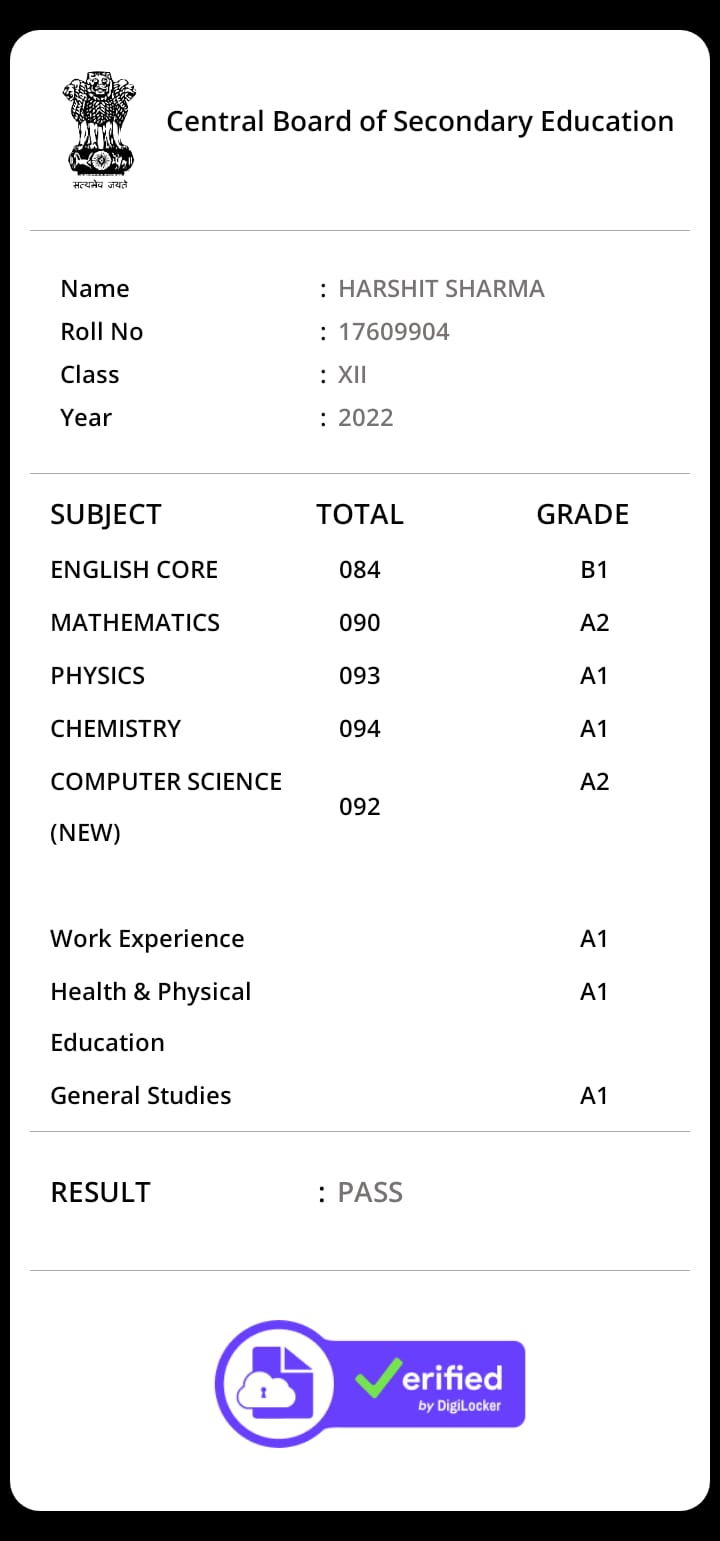 सत्यमेव जयते
Central Board of Secondary Education
Name : HARSHIT SHARMA
Roll No : 17609904
Class : XII
Year : 2022
SUBJECT TOTAL GRADE
ENGLISH CORE 084 B1
MATHEMATICS 090 A2
PHYSICS 093 A1
CHEMISTRY 094 A1
COMPUTER SCIENCE A2
092
(NEW)
Work Experience A1
Health & Physical A1
Education
General Studies A1
RESULT : PASS
Verified
by DigiLocker